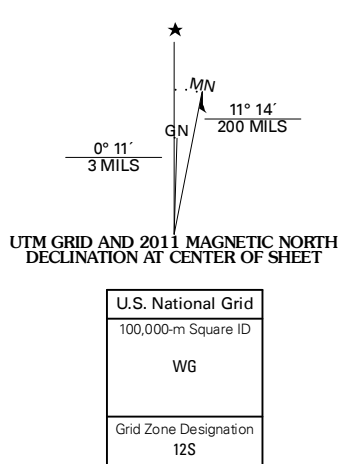 ★
MN
GN
11° 14´
200 MILS
0° 11´
3 MILS
UTM GRID AND 2011 MAGNETIC NORTH
DECLINATION AT CENTER OF SHEET
U.S. National Grid
100,000-m Square ID
WG
Grid Zone Designation
12S